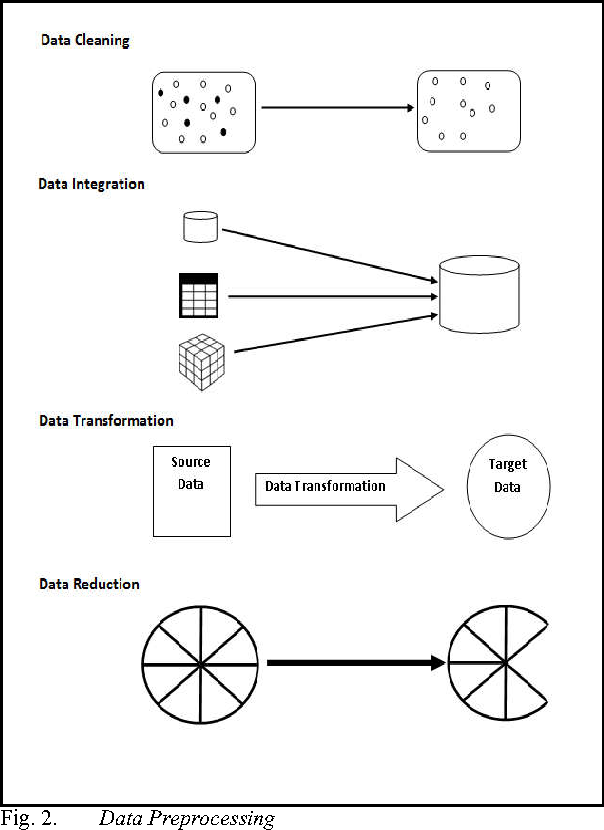 Data Cleaning
Data Integration
Data Transformation
Source
Data
Data Transformation
Target
Data
Data Reduction
Fig. 2. Data Preprocessing